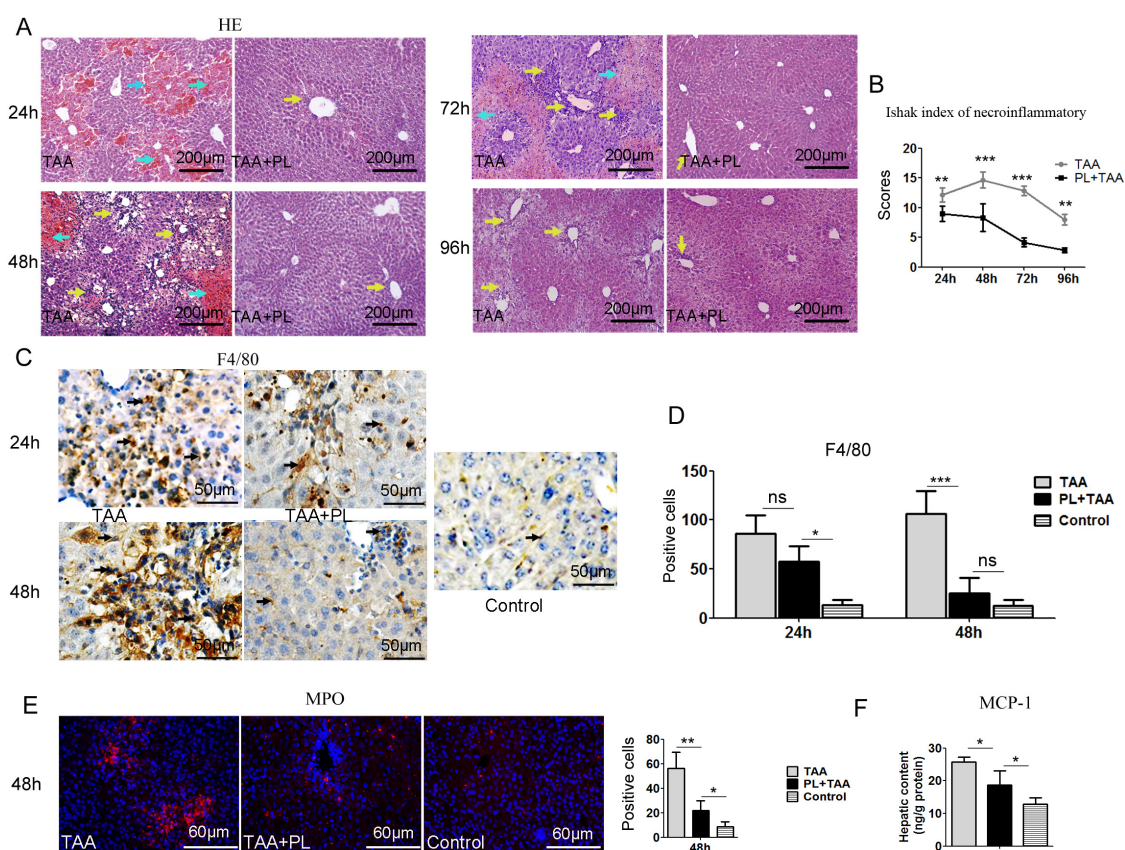 A
HE
24h
TAA
200μm
TAA+PL
200μm
48h
TAA
200μm
TAA+PL
200μm
72h
TAA
200μm
TAA+PL
200μm
96h
TAA
200μm
TAA+PL
200μm
B
Ishak index of necroinflammatory
Scores
20
15
10
5
0
**
***
***
**
TAA
PL+TAA
24h 48h 72h 96h
C
F4/80
24h
50μm
50μm
TAA
TAA+PL
48h
50μm
50μm
50μm
Control
D
F4/80
Positive cells
150
100
50
0
ns
*
***
ns
TAA
PL+TAA
Control
24h 48h
E
MPO
48h
TAA
60μm
TAA+PL
60μm
Control
60μm
Positive cells
80
60
40
20
0
**
*
TAA
PL+TAA
Control
48h
F
MCP-1
Hepatic content
(ng/g protein)
30
20
10
0
*
*